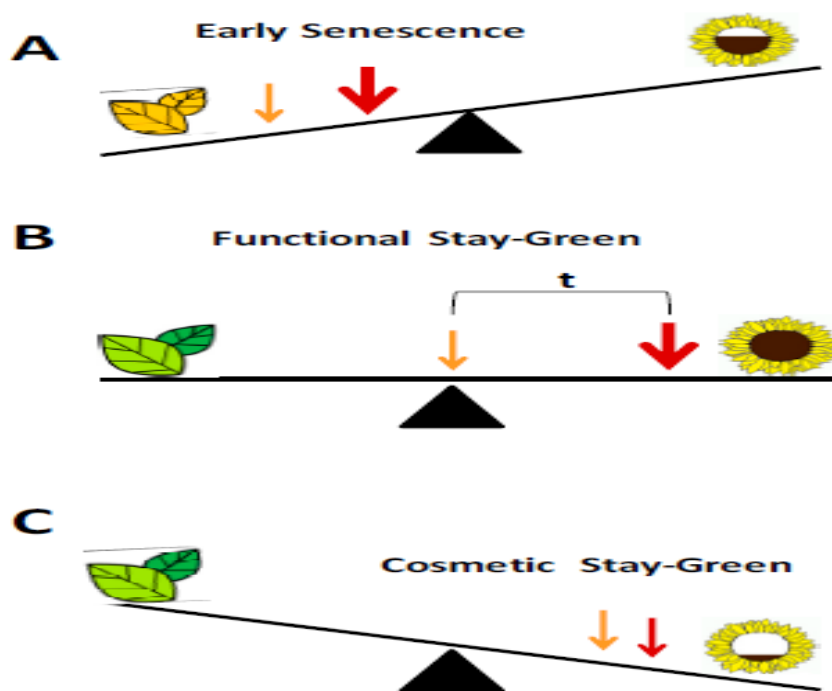 A
Early Senescence
B
Functional Stay-Green
t
C
Cosmetic Stay-Green